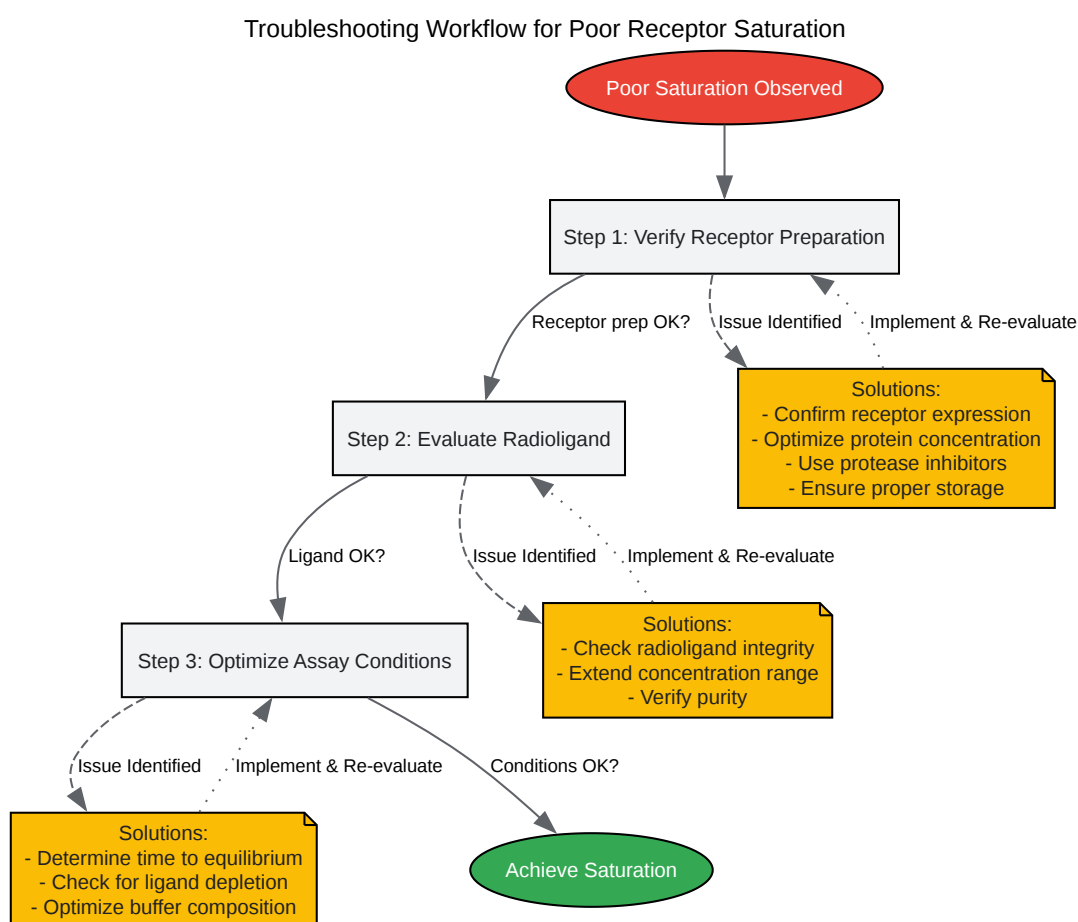 Troubleshooting Workflow for Poor Receptor Saturation
Poor Saturation Observed
Step 1: Verify Receptor Preparation
Receptor prep OK?
Issue Identified
Implement & Re-evaluate
Solutions:
- Confirm receptor expression
- Optimize protein concentration
- Use protease inhibitors
- Ensure proper storage
Step 2: Evaluate Radioligand
Ligand OK?
Issue Identified
Implement & Re-evaluate
Solutions:
- Check radioligand integrity
- Extend concentration range
- Verify purity
Step 3: Optimize Assay Conditions
Issue Identified
Implement & Re-evaluate
Conditions OK?
Solutions:
- Determine time to equilibrium
- Check for ligand depletion
- Optimize buffer composition
Achieve Saturation